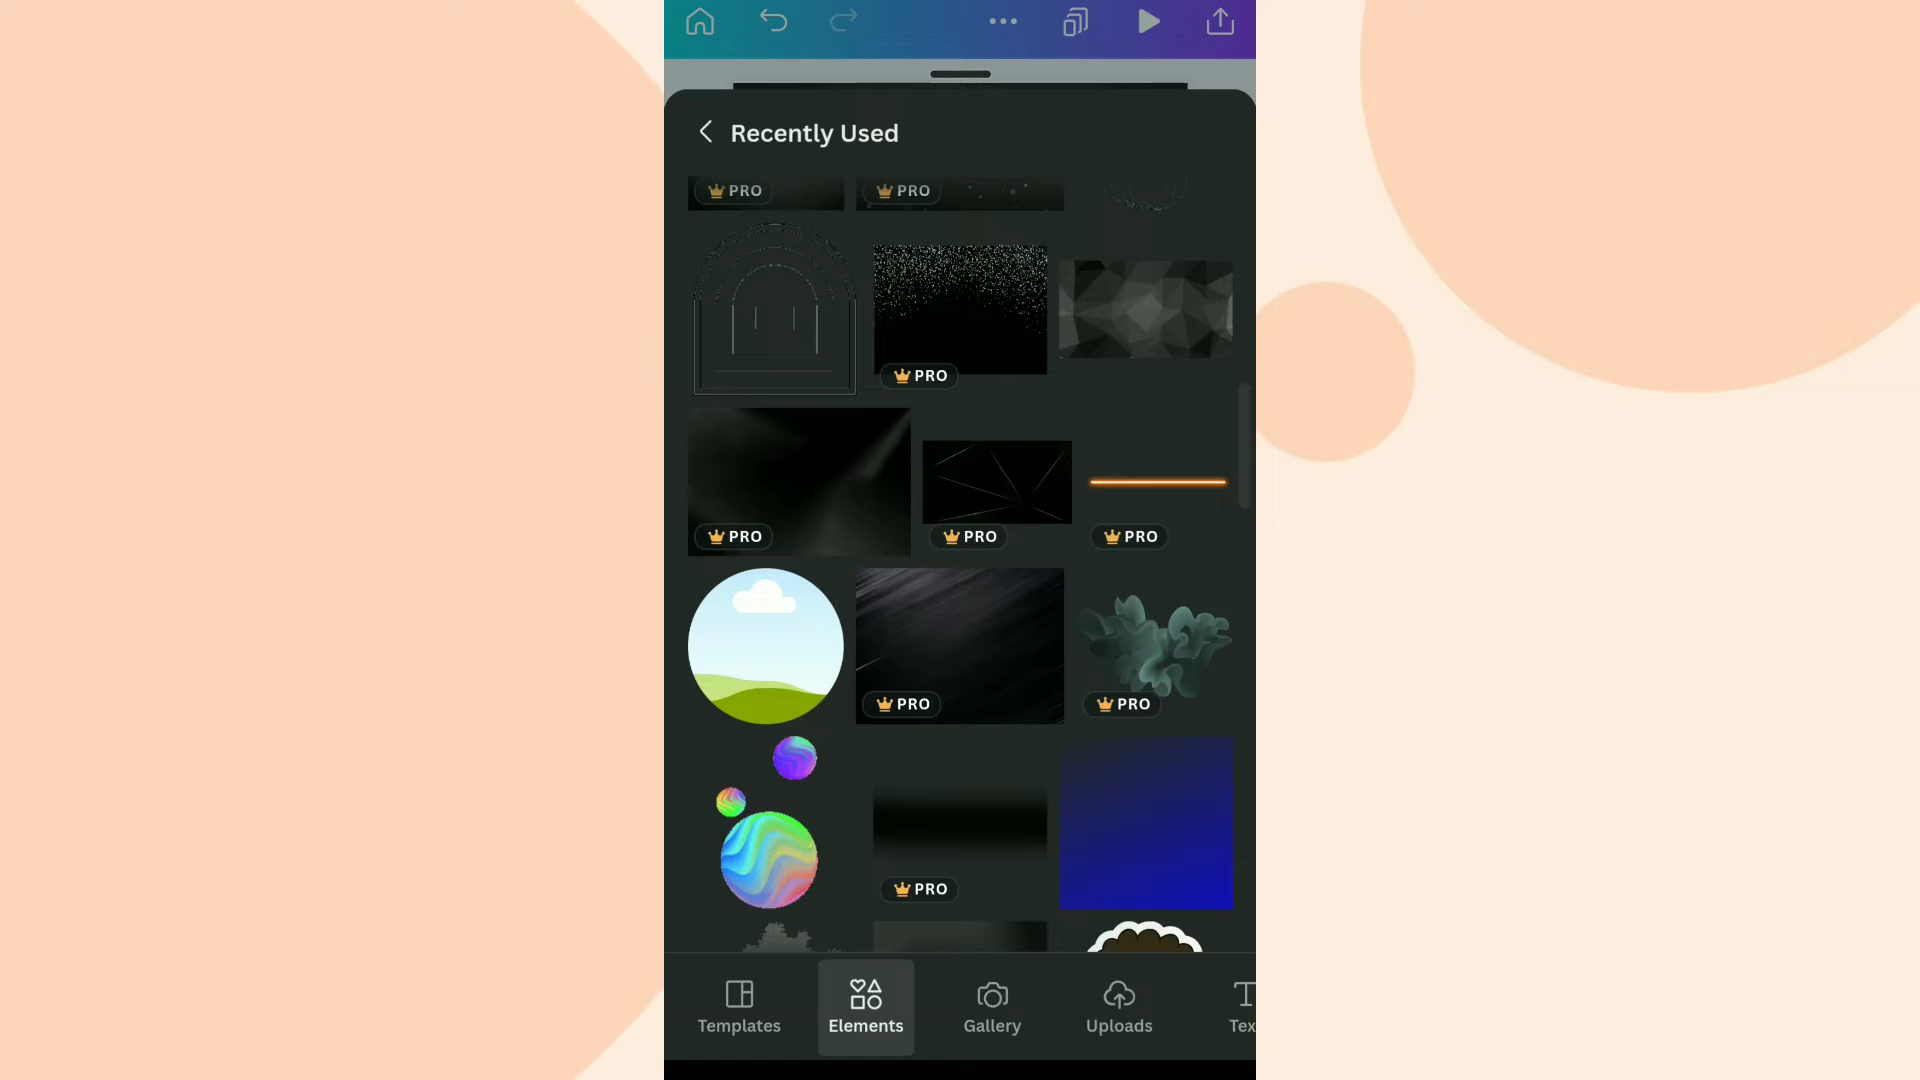 Recently Used
PRO
PRO
PRO
PRO
PRO
PRO
PRO
PRO
PRO
Templates
Elements
Gallery
Uploads
Tex